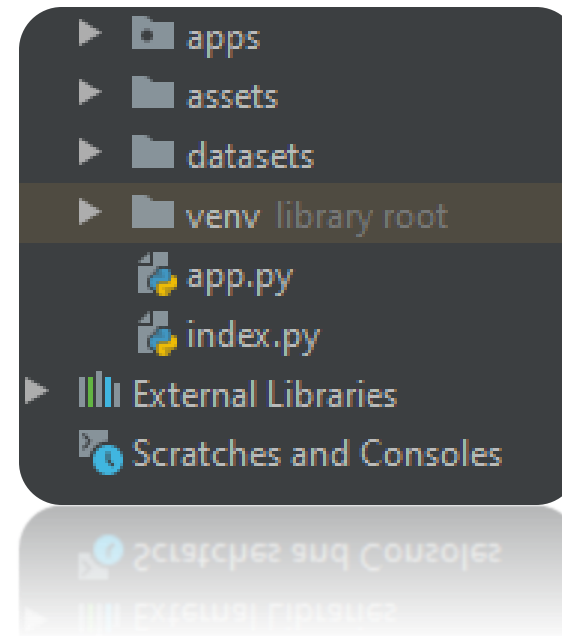 apps
assets
datasets
venv library root
app.py
index.py
External Libraries
Scratches and Consoles